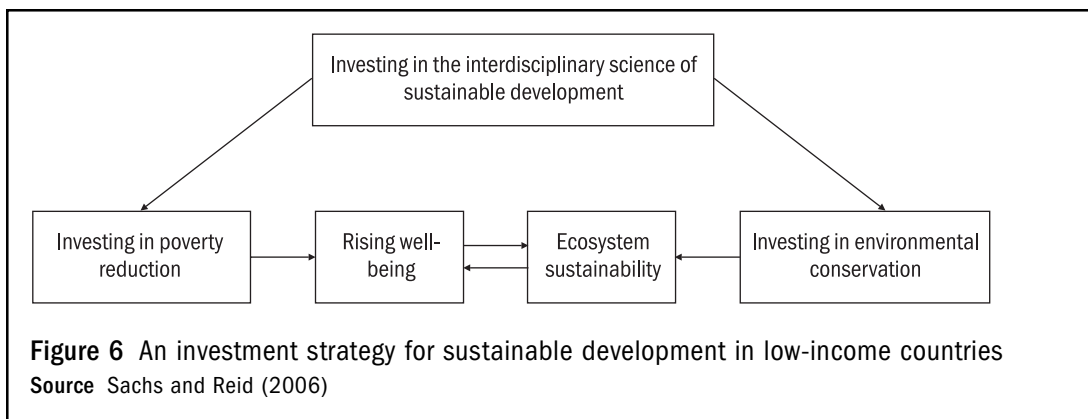 Investing in the interdisciplinary science of
sustainable development
Investing in poverty
reduction
Rising well-
being
Ecosystem
sustainability
Investing in environmental
conservation
Figure 6 An investment strategy for sustainable development in low-income countries
Source Sachs and Reid (2006)